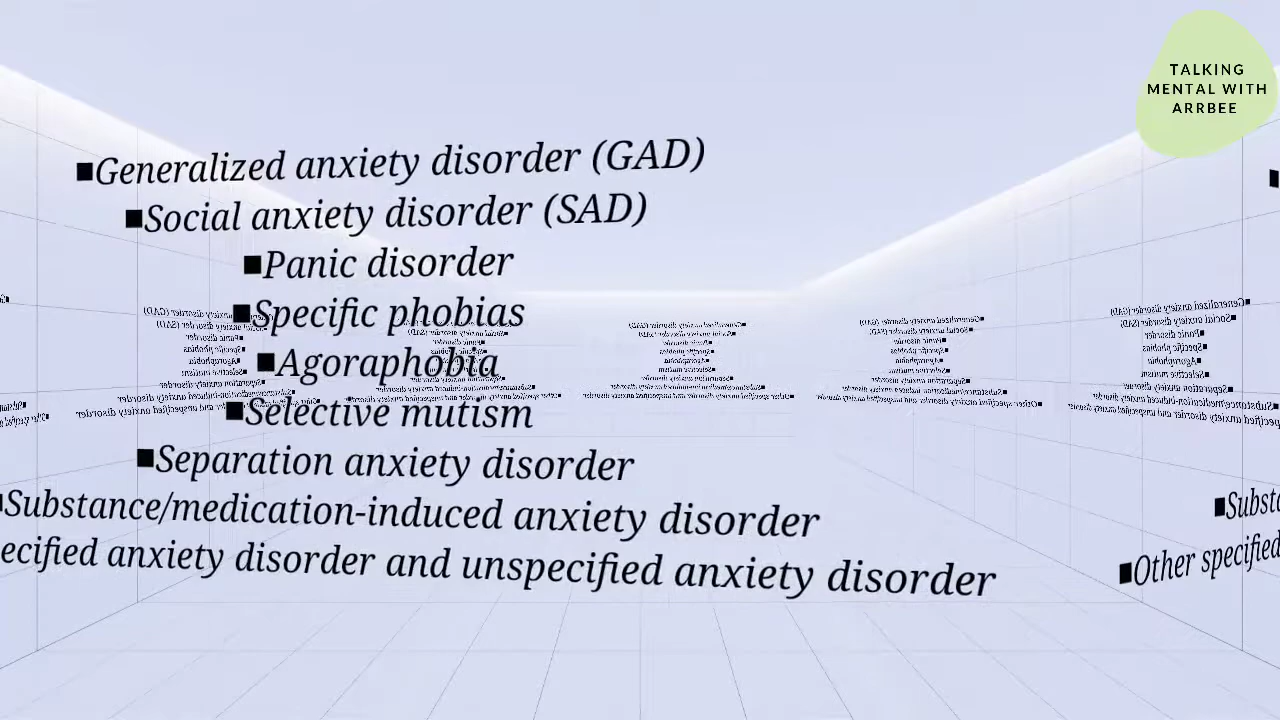 TALKING
MENTAL WITH
ARRBEE
■Generalized anxiety disorder (GAD)
■Social anxiety disorder (SAD)
■Panic disorder
■Specific phobias
■Agoraphobia
■Selective mutism
■Separation anxiety disorder
■Substance/medication-induced anxiety disorder
ecified anxiety disorder and unspecified anxiety disorder
■Subst
■Other specified